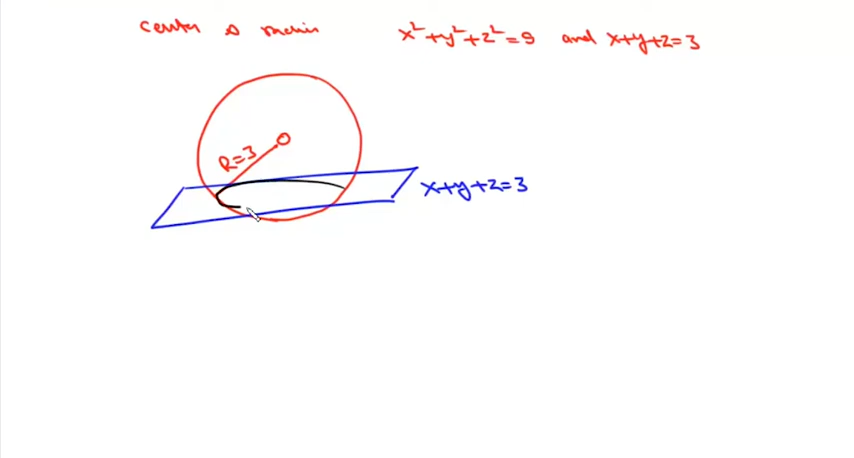 center & radius x²+y²+z²=9 and x+y+z=3
O
R=3
x+y+z=3